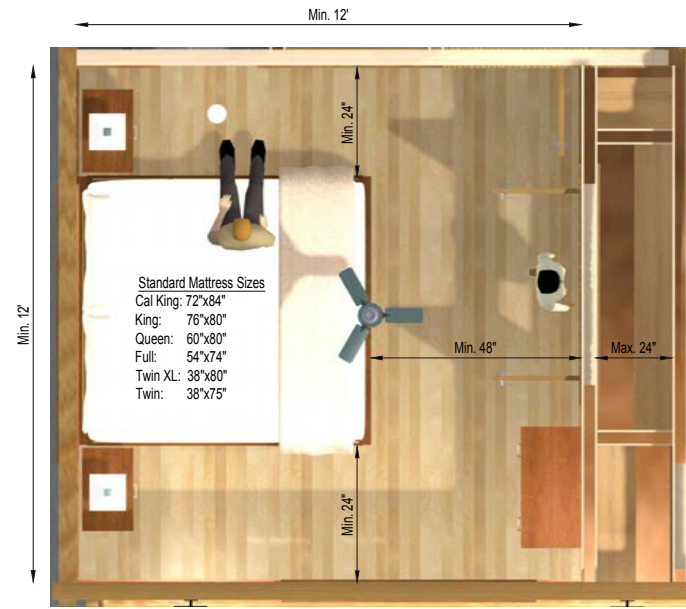 Min. 12'
Min. 24"
Min. 12'
Standard Mattress Sizes
Cal King: 72"x84"
King: 76"x80"
Queen: 60"x80"
Full: 54"x74"
Twin XL: 38"x80"
Twin: 38"x75"
Min. 48"
Max. 24"
Min. 24"